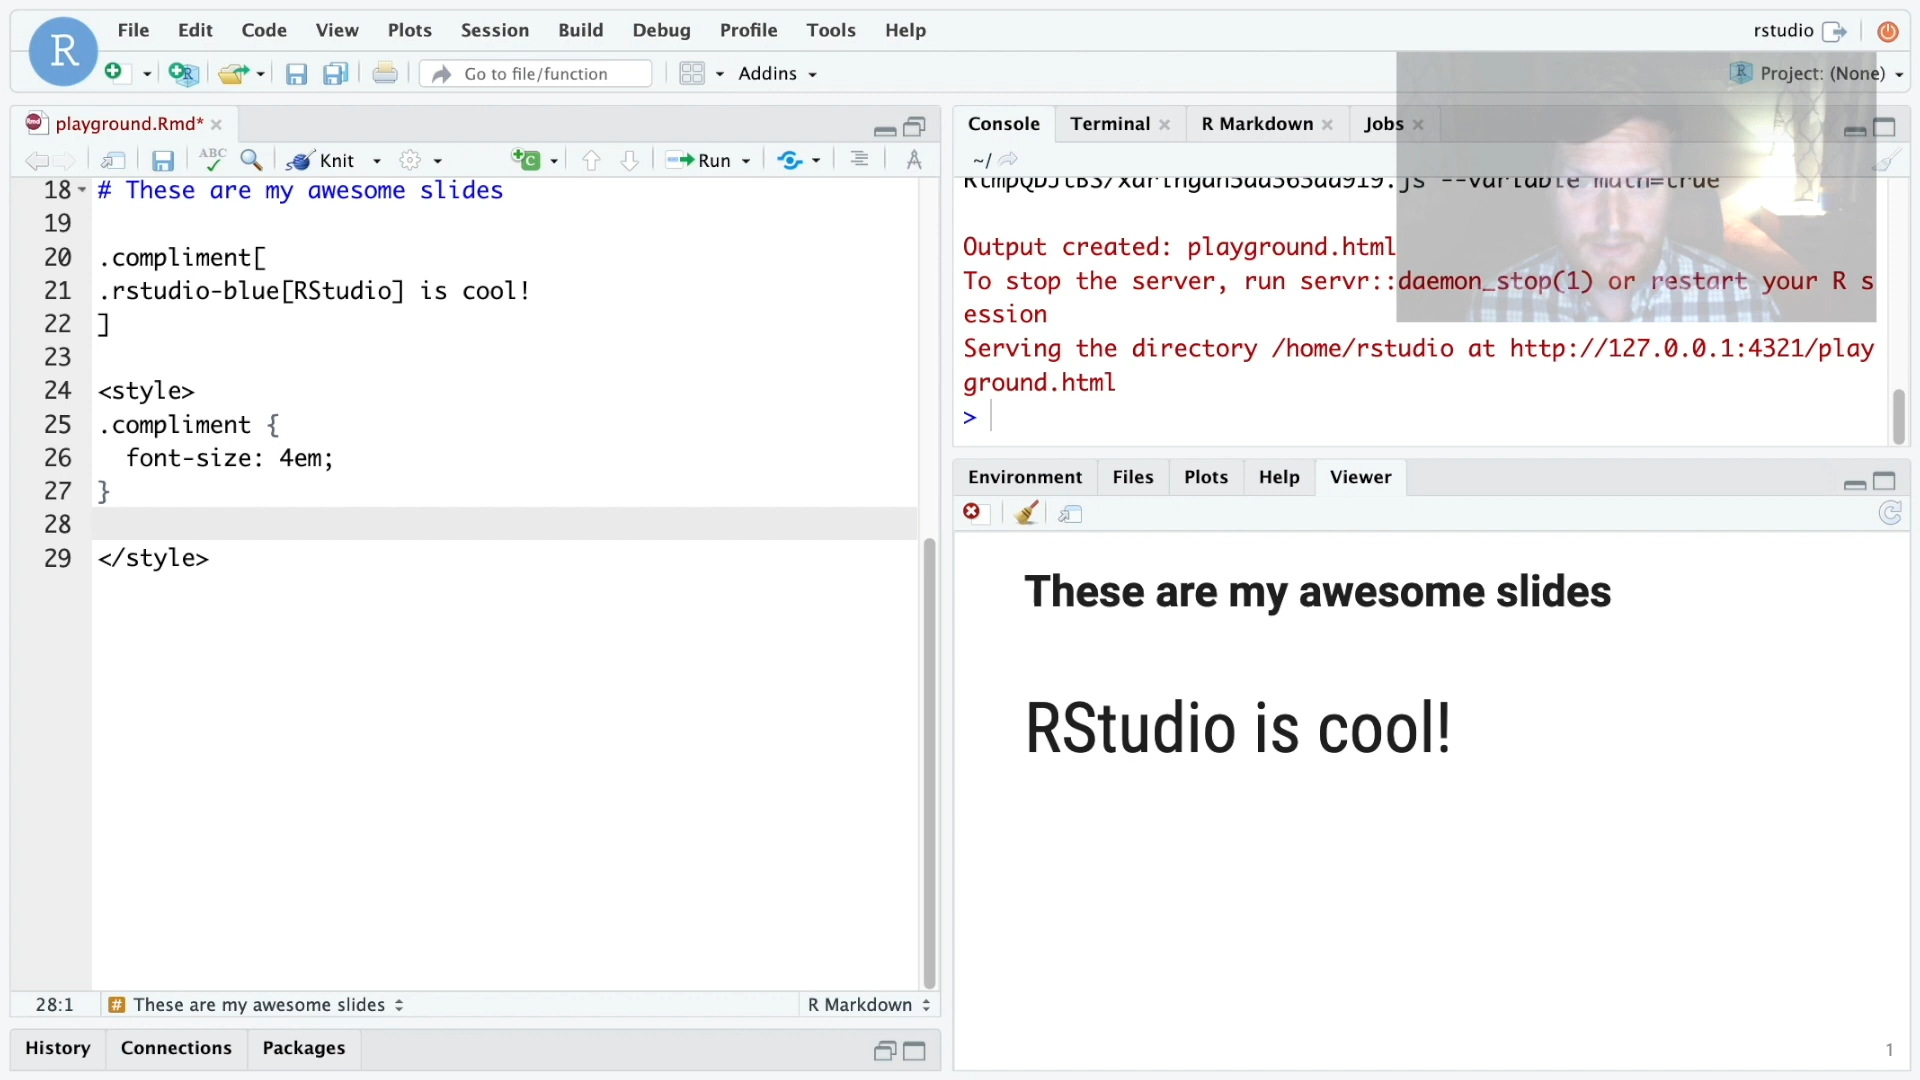 File Edit Code View Plots Session Build Debug Profile Tools Help
rstudio
Go to file/function
Addins
Project: (None)
playground.Rmd*
Knit
Run
18 # These are my awesome slides
19
20 .compliment[
21 .rstudio-blue[RStudio] is cool!
22 ]
23
24 <style>
25 .compliment {
26 font-size: 4em;
27 }
28
29 </style>
28:1 # These are my awesome slides
R Markdown
History Connections Packages
Console Terminal R Markdown Jobs
~/
--variable math=true
Output created: playground.html
To stop the server, run servr::daemon_stop(1) or restart your R s
ession
Serving the directory /home/rstudio at http://127.0.0.1:4321/play
ground.html
>
Environment Files Plots Help Viewer
These are my awesome slides
RStudio is cool!
1